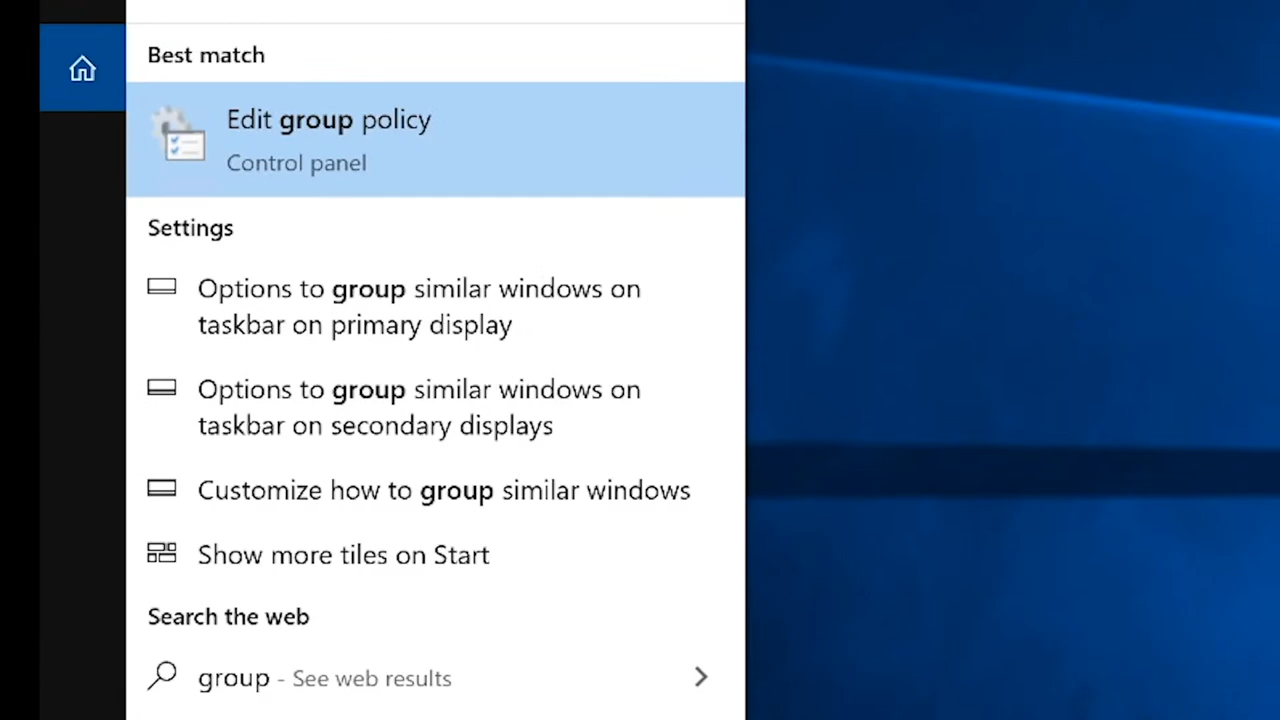 Best match
Edit group policy
Control panel
Settings
Options to group similar windows on
taskbar on primary display
Options to group similar windows on
taskbar on secondary displays
Customize how to group similar windows
Show more tiles on Start
Search the web
group - See web results